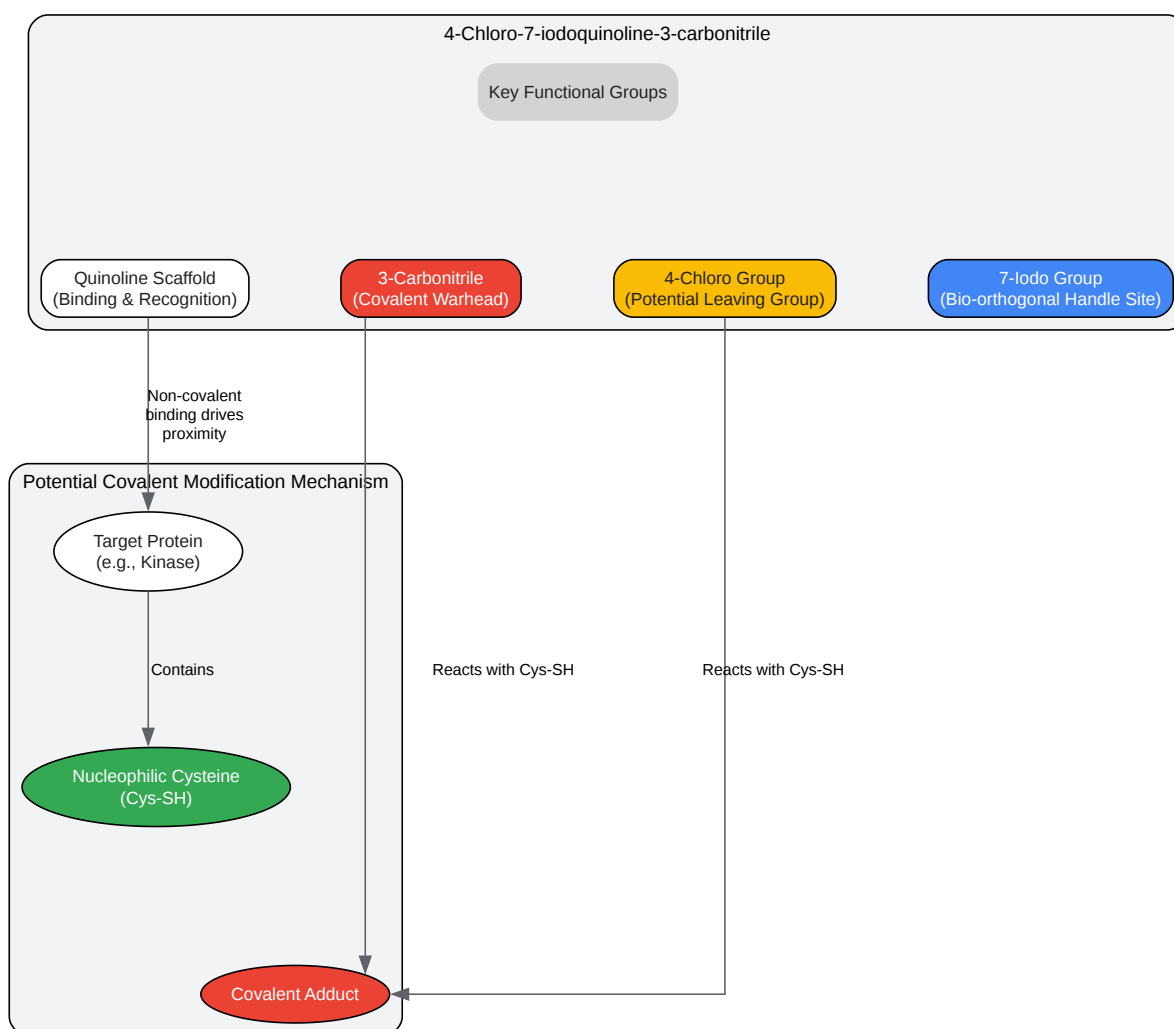 4-Chloro-7-iodoquinoline-3-carbonitrile
Key Functional Groups
Quinoline Scaffold
(Binding & Recognition)
3-Carbonitrile
(Covalent Warhead)
4-Chloro Group
(Potential Leaving Group)
7-Iodo Group
(Bio-orthogonal Handle Site)
Non-covalent
binding drives
proximity
Potential Covalent Modification Mechanism
Target Protein
(e.g., Kinase)
Contains
Reacts with Cys-SH
Reacts with Cys-SH
Nucleophilic Cysteine
(Cys-SH)
Covalent Adduct